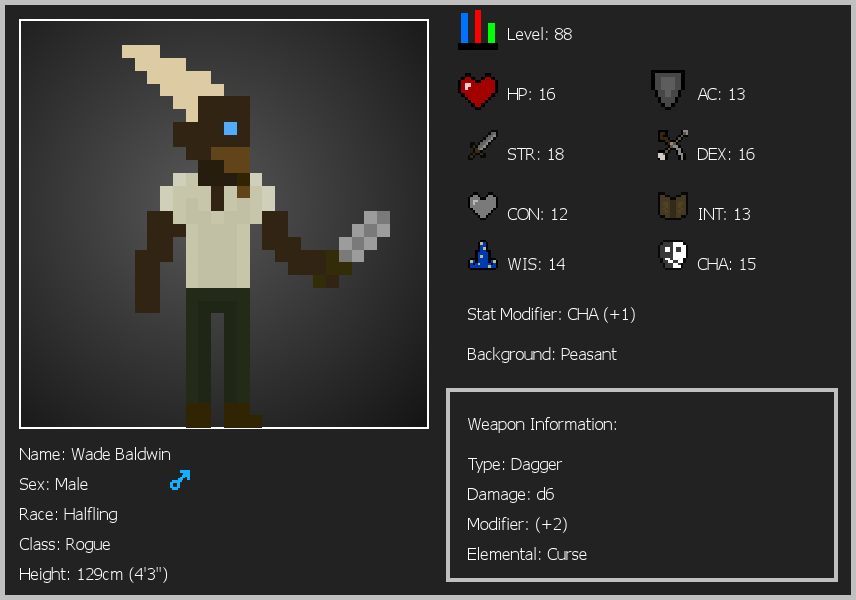 Level: 88
HP: 16
AC: 13
STR: 18
DEX: 16
CON: 12
INT: 13
WIS: 14
CHA: 15
Stat Modifier: CHA (+1)
Background: Peasant
Weapon Information:
Type: Dagger
Damage: d6
Modifier: (+2)
Elemental: Curse
Name: Wade Baldwin
Sex: Male
Race: Halfling
Class: Rogue
Height: 129cm (4'3")